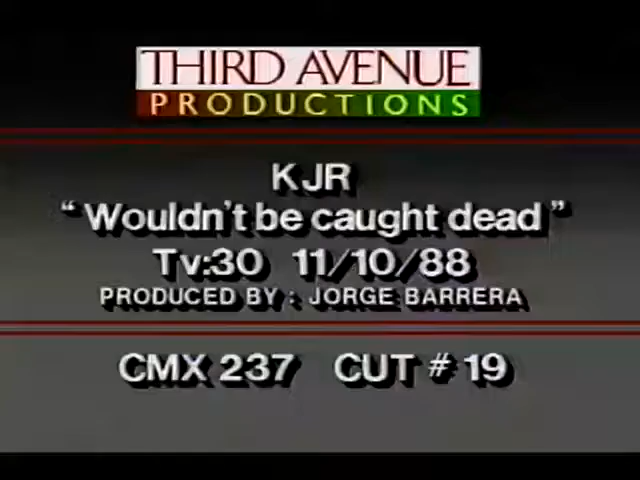 THIRD AVENUE
PRODUCTIONS
KJR
"Wouldn't be caught dead"
Tv:30 11/10/88
PRODUCED BY: JORGE BARRERA
CMX 237 CUT # 19